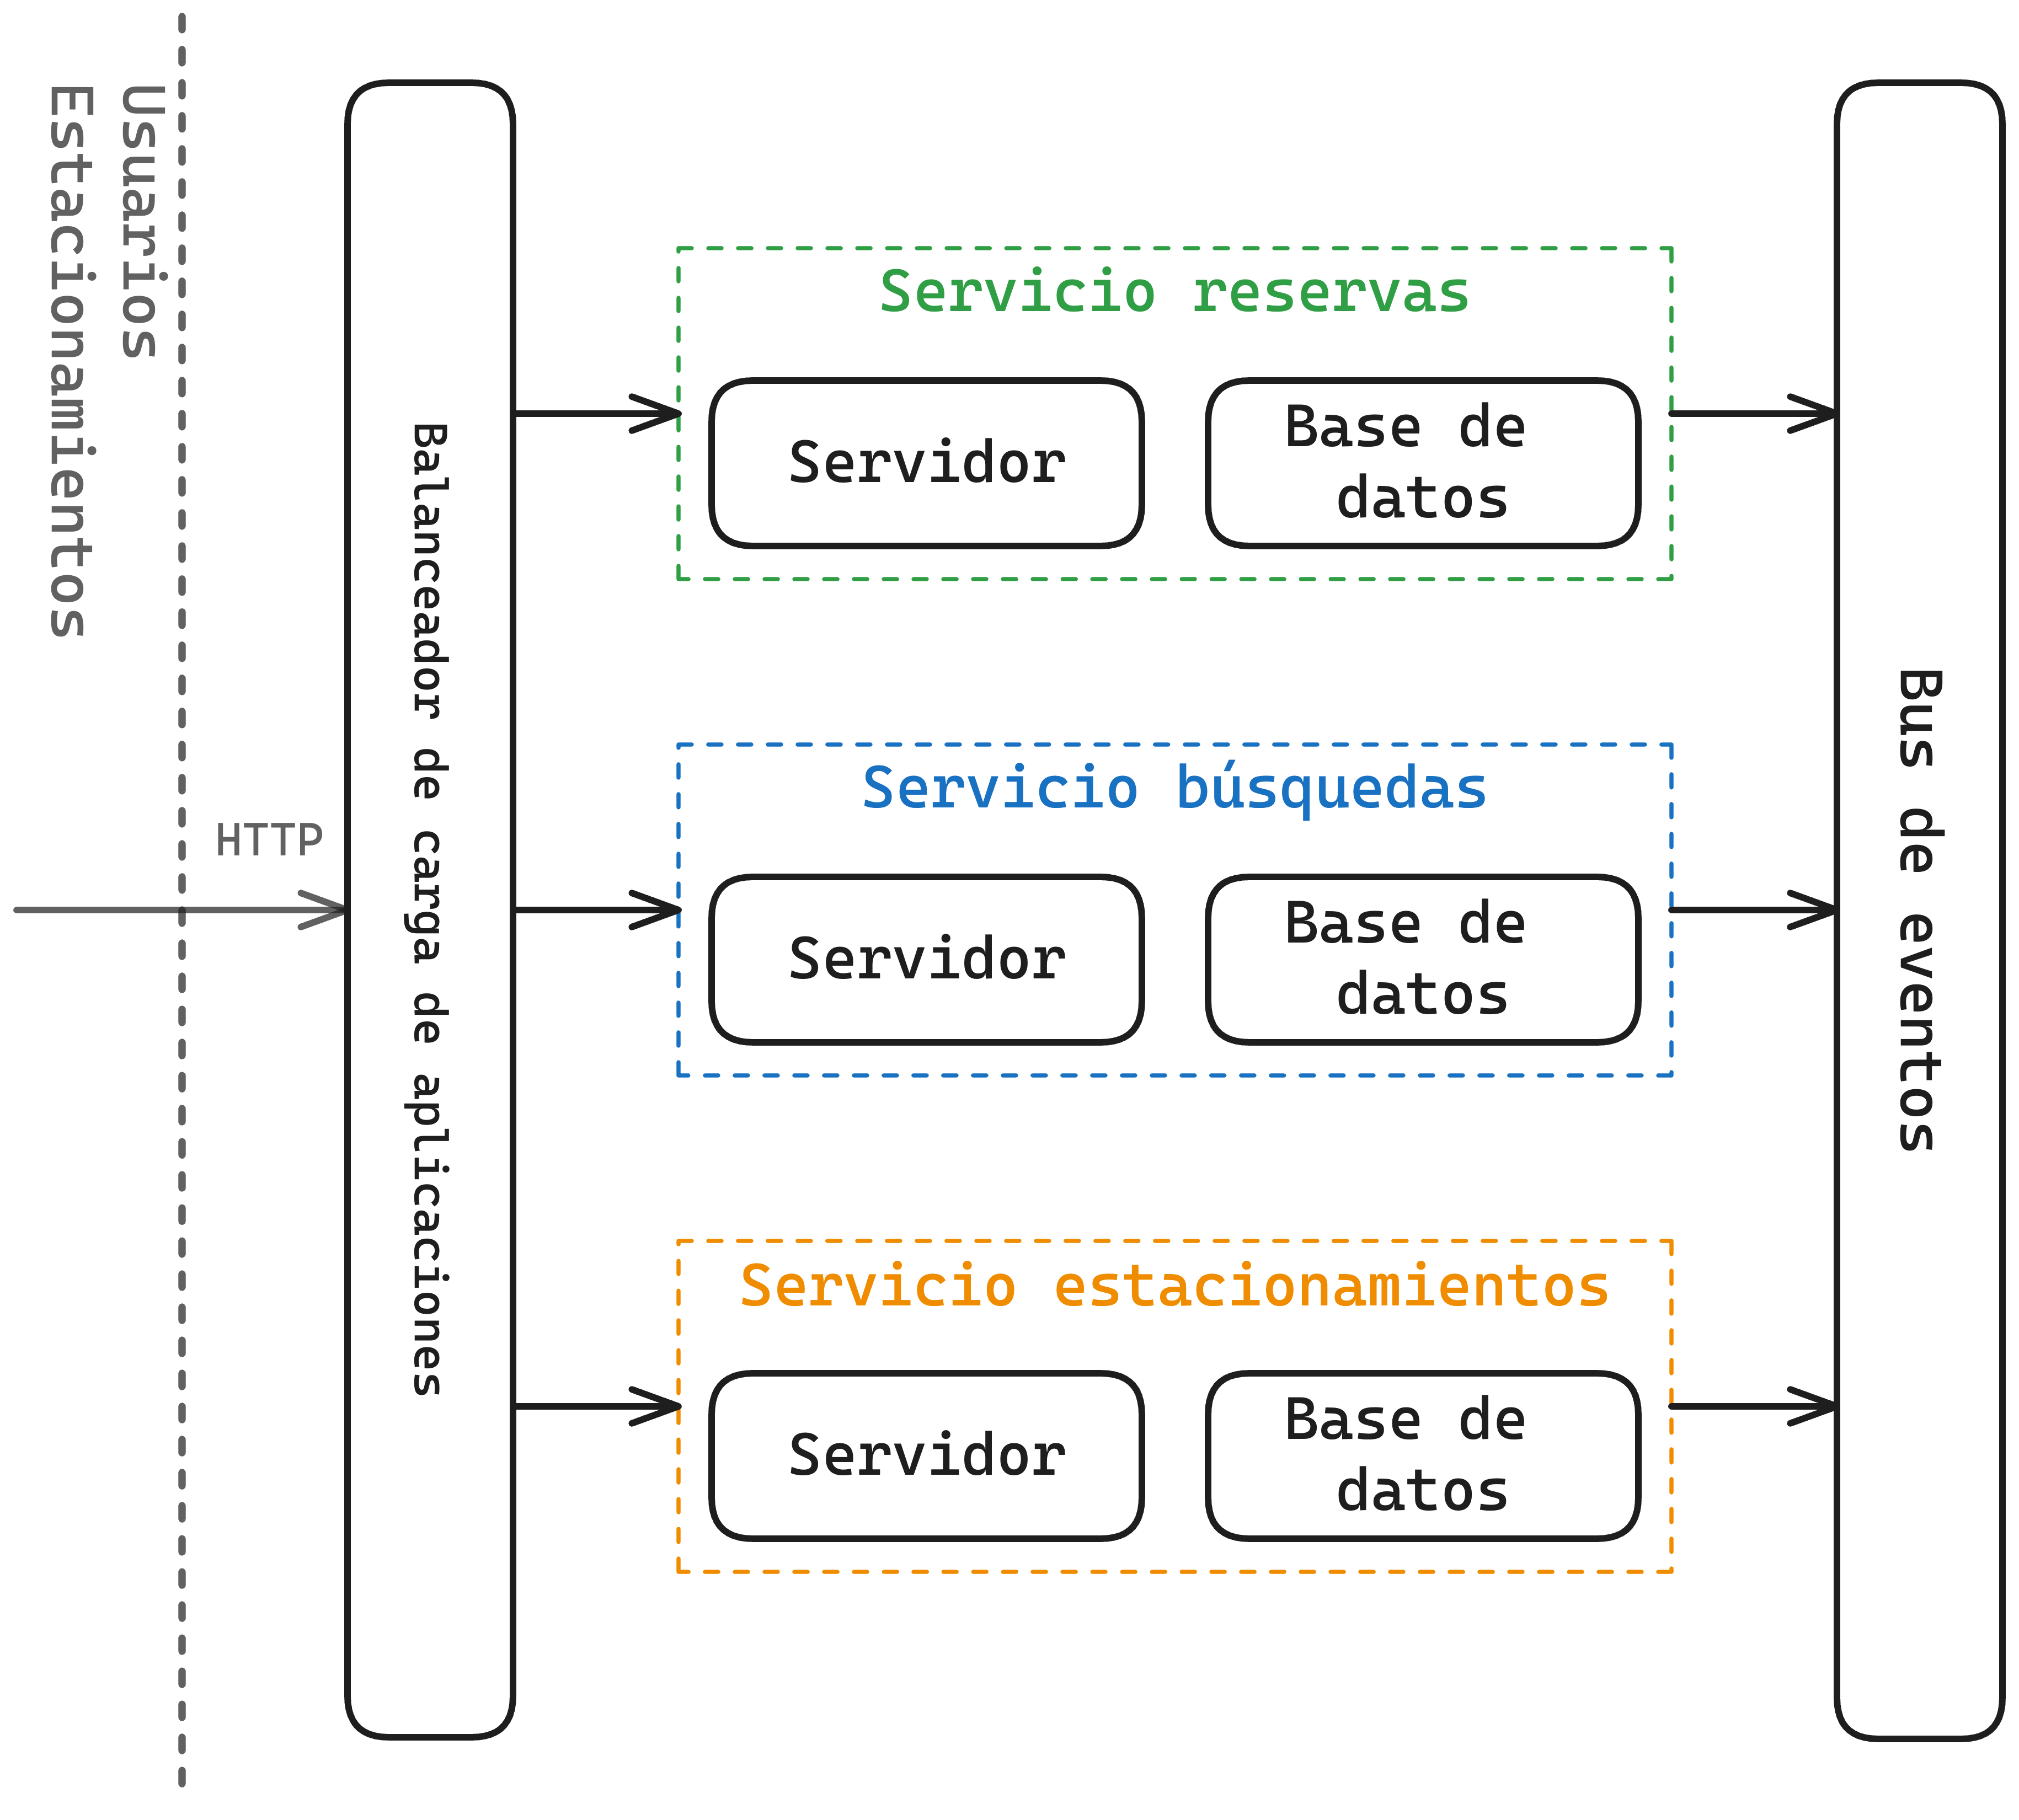 Usuarios
Estacionamientos
HTTP
Balanceador de carga de aplicaciones
Servicio reservas
Servidor
Base de
datos
Servicio búsquedas
Servidor
Base de
datos
Servicio estacionamientos
Servidor
Base de
datos
Bus de eventos